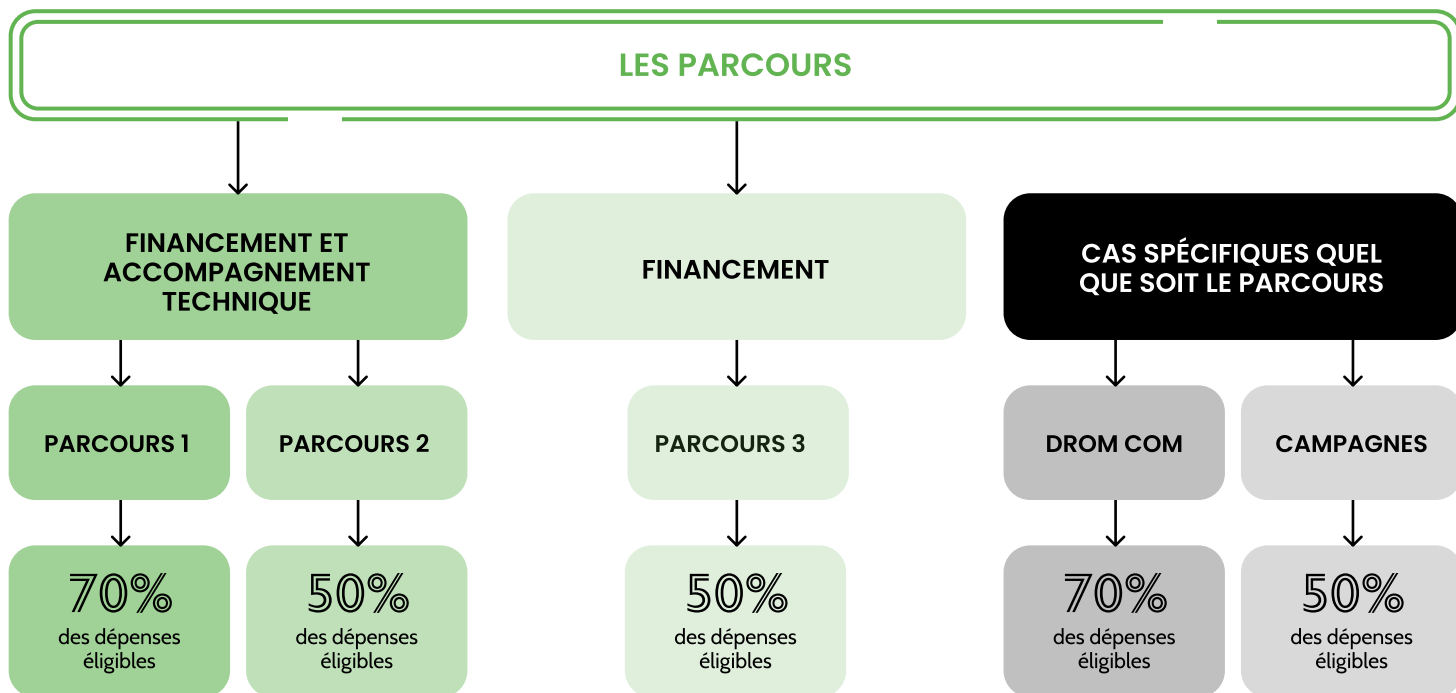 LES PARCOURS
FINANCEMENT ET
ACCOMPAGNEMENT
TECHNIQUE
FINANCEMENT
CAS SPÉCIFIQUES QUEL
QUE SOIT LE PARCOURS
PARCOURS 1
PARCOURS 2
PARCOURS 3
DROM COM
CAMPAGNES
70%
des dépenses
éligibles
50%
des dépenses
éligibles
50%
des dépenses
éligibles
70%
des dépenses
éligibles
50%
des dépenses
éligibles